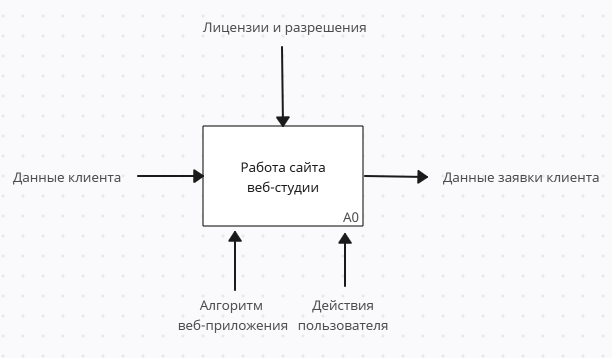 Лицензии и разрешения
Данные клиента
Работа сайта
веб-студии
A0
Данные заявки клиента
Алгоритм
веб-приложения
Действия
пользователя